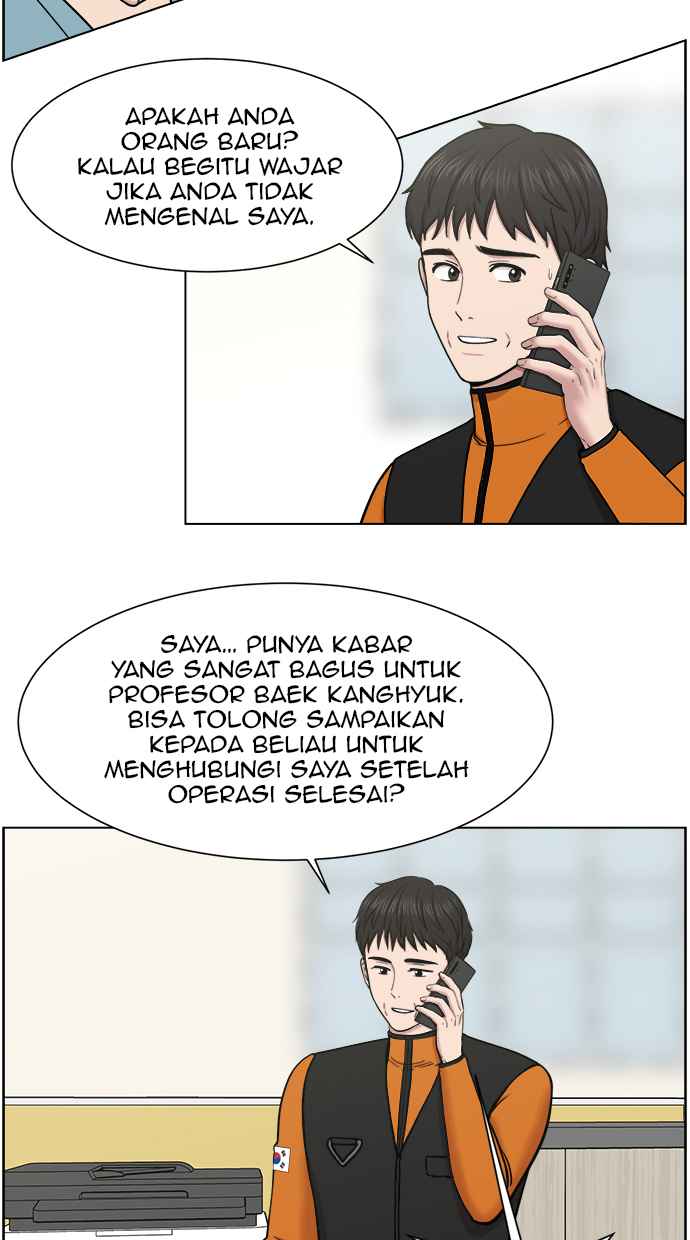 APAKAH ANDA
ORANG BARU?
KALAU BEGITU WAJAR
JIKA ANDA TIDAK
MENGENAL SAYA.
SAYA... PUNYA KABAR
YANG SANGAT BAGUS UNTUK
PROFESOR BAEK KANGHYUK.
BISA TOLONG SAMPAIKAN
KEPADA BELIAU UNTUK
MENGHUBUNGI SAYA SETELAH
OPERASI SELESAI?